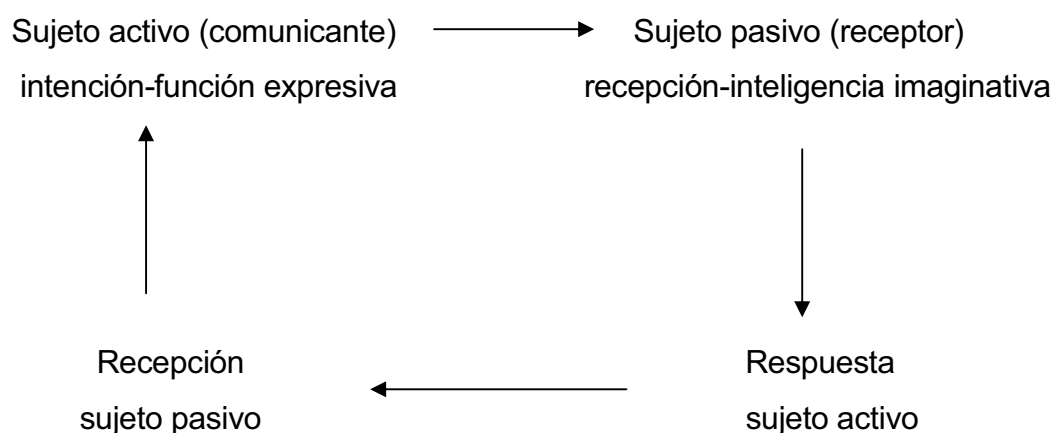 Sujeto activo (comunicante)
intención-función expresiva
Sujeto pasivo (receptor)
recepción-inteligencia imaginativa
Recepción
sujeto pasivo
Respuesta
sujeto activo